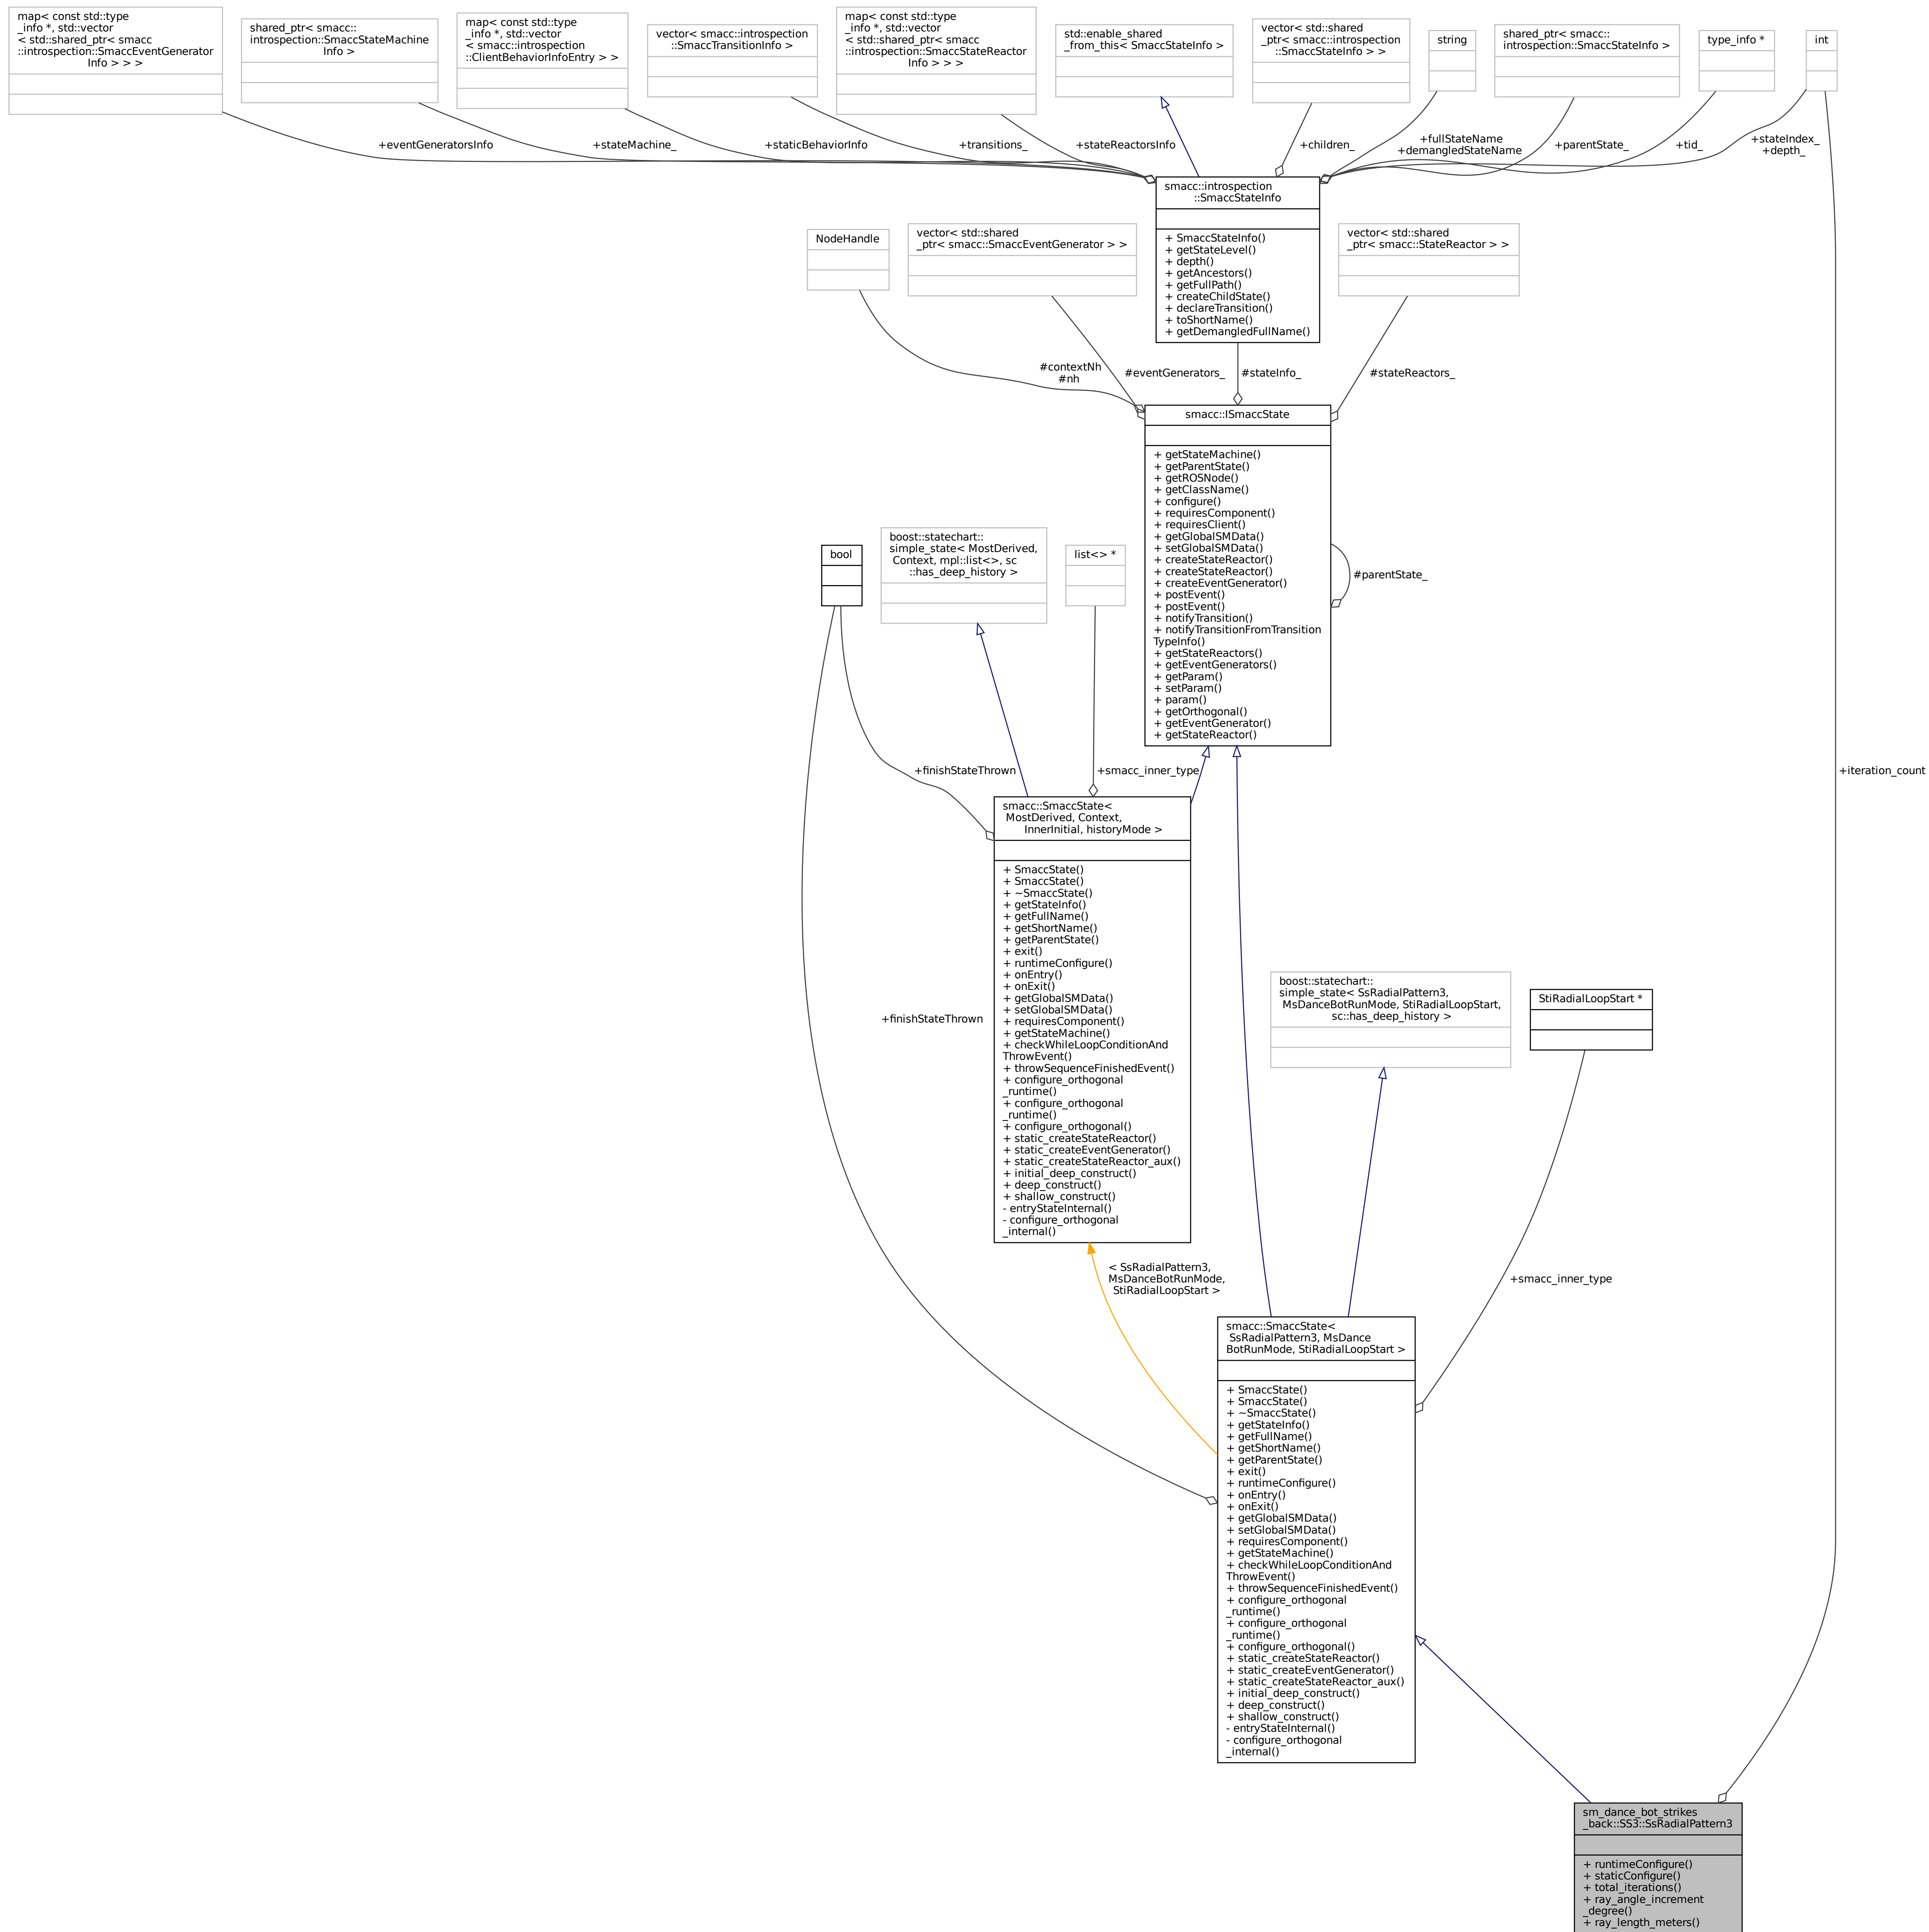 map< const std::type
_info *, std::vector
< std::shared_ptr< smacc
::introspection::SmaccEventGenerator
Info > > >
shared_ptr< smacc::
introspection::SmaccStateMachine
Info >
map< const std::type
_info *, std::vector
< smacc::introspection
::ClientBehaviorInfoEntry > >
vector< smacc::introspection
::SmaccTransitionInfo >
map< const std::type
_info *, std::vector
< std::shared_ptr< smacc
::introspection::SmaccStateReactor
Info > > >
std::enable_shared
_from_this< SmaccStateInfo >
vector< std::shared
_ptr< smacc::introspection
::SmaccStateInfo > >
string
shared_ptr< smacc::
introspection::SmaccStateInfo >
type_info *
int
+eventGeneratorsInfo
+stateMachine_
+staticBehaviorInfo
+transitions_
+stateReactorsInfo
+children_
+fullStateName
+demangledStateName
+parentState_
+tid_
+stateIndex_
+depth_
smacc::introspection
::SmaccStateInfo
+ SmaccStateInfo()
+ getStateLevel()
+ depth()
+ getAncestors()
+ getFullPath()
+ createChildState()
+ declareTransition()
+ toShortName()
+ getDemangledFullName()
NodeHandle
vector< std::shared
_ptr< smacc::SmaccEventGenerator > >
vector< std::shared
_ptr< smacc::StateReactor > >
#contextNh
#nh
#eventGenerators_
#stateInfo_
#stateReactors_
smacc::ISmaccState
+ getStateMachine()
+ getParentState()
+ getROSNode()
+ getClassName()
+ configure()
+ requiresComponent()
+ requiresClient()
+ getGlobalSMData()
+ setGlobalSMData()
+ createStateReactor()
+ createStateReactor()
+ createEventGenerator()
+ postEvent()
+ postEvent()
+ notifyTransition()
+ notifyTransitionFromTransition
TypeInfo()
+ getStateReactors()
+ getEventGenerators()
+ getParam()
+ setParam()
+ param()
+ getOrthogonal()
+ getEventGenerator()
+ getStateReactor()
#parentState_
bool
boost::statechart::
simple_state< MostDerived,
Context, mpl::list<>, sc
::has_deep_history >
list<> *
+finishStateThrown
+smacc_inner_type
+iteration_count
smacc::SmaccState<
MostDerived, Context,
InnerInitial, historyMode >
+ SmaccState()
+ SmaccState()
+ ~SmaccState()
+ getStateInfo()
+ getFullName()
+ getShortName()
+ getParentState()
+ exit()
+ runtimeConfigure()
+ onEntry()
+ onExit()
+ getGlobalSMData()
+ setGlobalSMData()
+ requiresComponent()
+ getStateMachine()
+ checkWhileLoopConditionAnd
ThrowEvent()
+ throwSequenceFinishedEvent()
+ configure_orthogonal
_runtime()
+ configure_orthogonal
_runtime()
+ configure_orthogonal()
+ static_createStateReactor()
+ static_createEventGenerator()
+ static_createStateReactor_aux()
+ initial_deep_construct()
+ deep_construct()
+ shallow_construct()
- entryStateInternal()
- configure_orthogonal
_internal()
+finishStateThrown
boost::statechart::
simple_state< SsRadialPattern3,
MsDanceBotRunMode, StiRadialLoopStart,
sc::has_deep_history >
StiRadialLoopStart *
< SsRadialPattern3,
MsDanceBotRunMode,
StiRadialLoopStart >
+smacc_inner_type
smacc::SmaccState<
SsRadialPattern3, MsDance
BotRunMode, StiRadialLoopStart >
+ SmaccState()
+ SmaccState()
+ ~SmaccState()
+ getStateInfo()
+ getFullName()
+ getShortName()
+ getParentState()
+ exit()
+ runtimeConfigure()
+ onEntry()
+ onExit()
+ getGlobalSMData()
+ setGlobalSMData()
+ requiresComponent()
+ getStateMachine()
+ checkWhileLoopConditionAnd
ThrowEvent()
+ throwSequenceFinishedEvent()
+ configure_orthogonal
_runtime()
+ configure_orthogonal
_runtime()
+ configure_orthogonal()
+ static_createStateReactor()
+ static_createEventGenerator()
+ static_createStateReactor_aux()
+ initial_deep_construct()
+ deep_construct()
+ shallow_construct()
- entryStateInternal()
- configure_orthogonal
_internal()
sm_dance_bot_strikes
_back::SS3::SsRadialPattern3
+ runtimeConfigure()
+ staticConfigure()
+ total_iterations()
+ ray_angle_increment
_degree()
+ ray_length_meters()